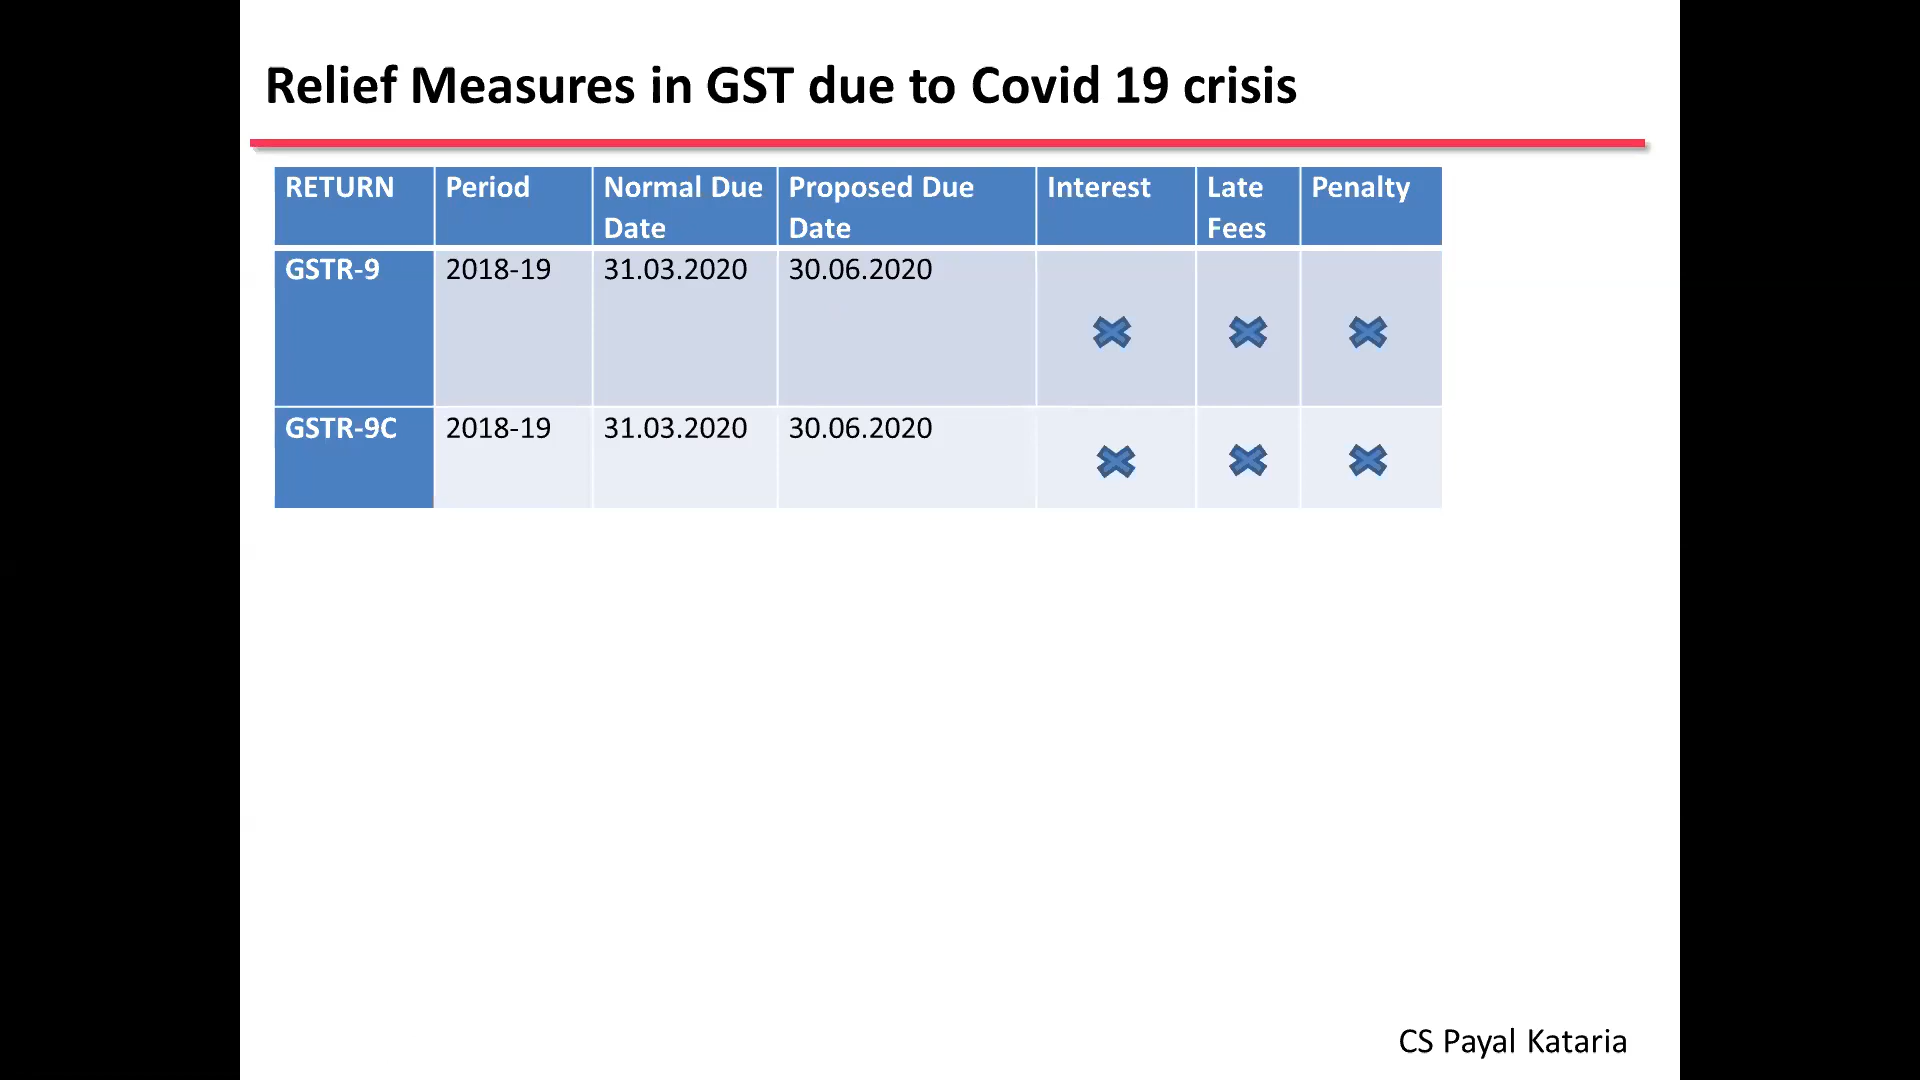 Relief Measures in GST due to Covid 19 crisis
RETURN Period Normal Due Date Proposed Due Date Interest Late Fees Penalty
GSTR-9 2018-19 31.03.2020 30.06.2020
GSTR-9C 2018-19 31.03.2020 30.06.2020
CS Payal Kataria